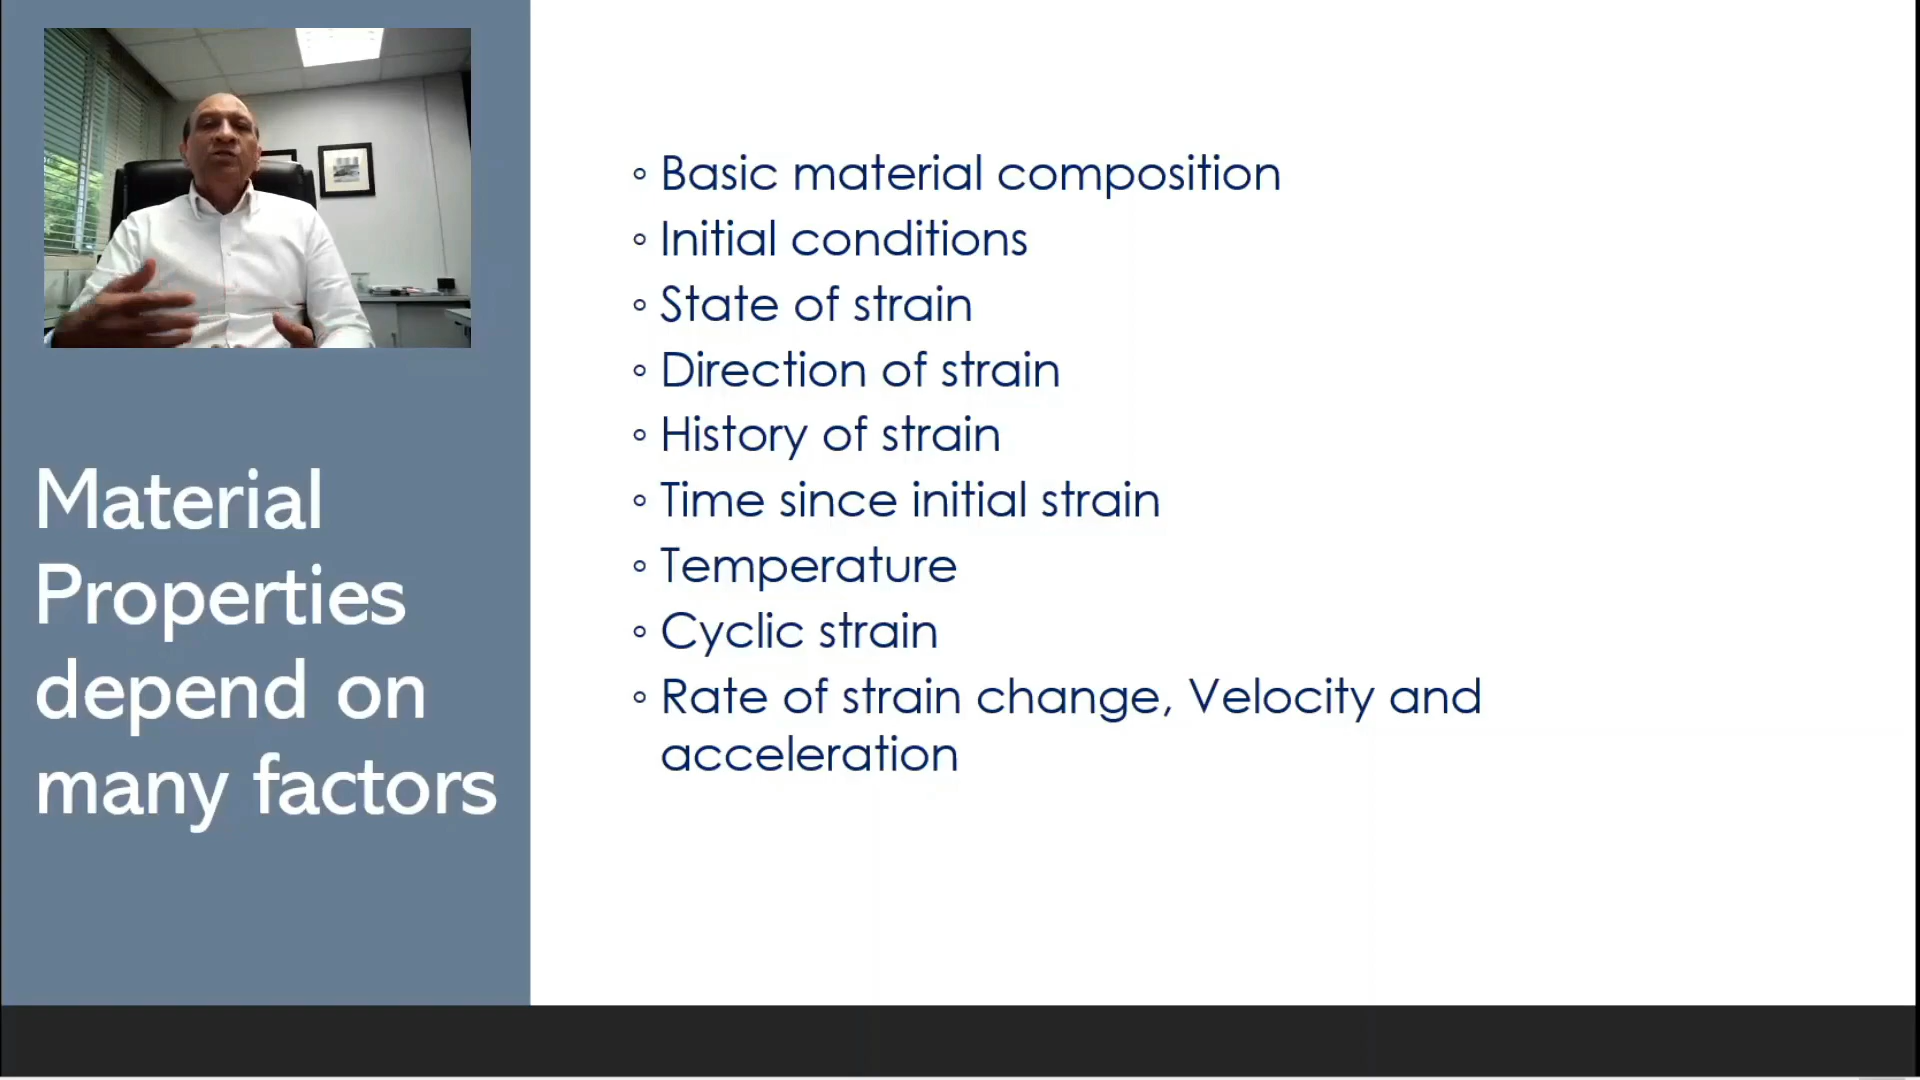 Material
Properties
depend on
many factors
◦ Basic material composition
◦ Initial conditions
◦ State of strain
◦ Direction of strain
◦ History of strain
◦ Time since initial strain
◦ Temperature
◦ Cyclic strain
◦ Rate of strain change, Velocity and
acceleration